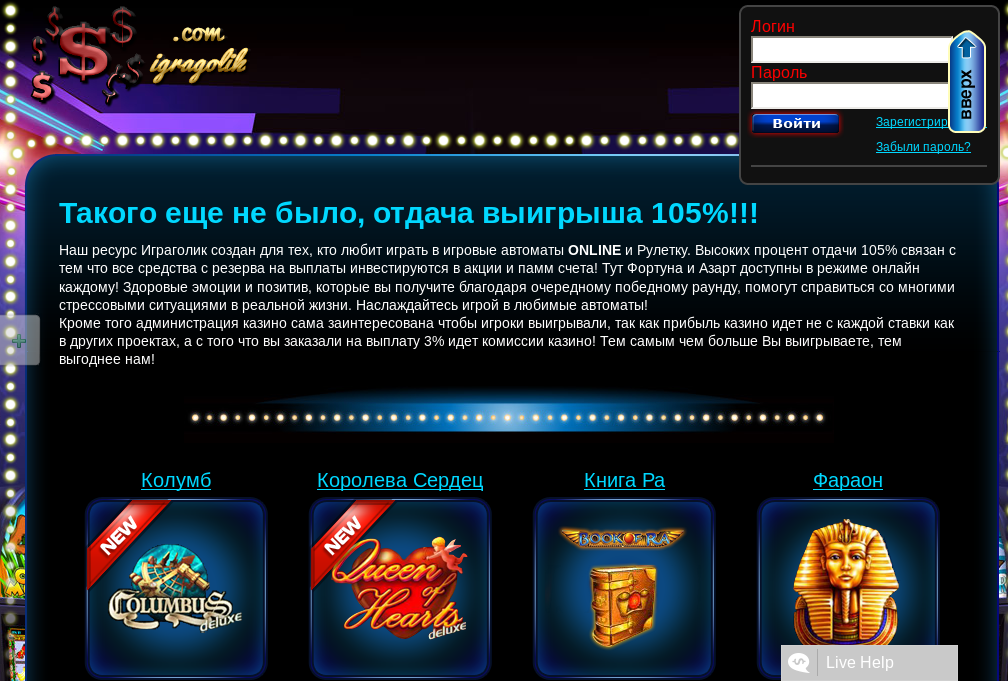 .com
igragolik
Логин
Пароль
вверх
Войти
Забыли пароль?
Такого еще не было, отдача выигрыша 105%!!!
Наш ресурс Играголик создан для тех, кто любит играть в игровые автоматы ONLINE и Рулетку. Высоких процент отдачи 105% связан с
тем что все средства с резерва на выплаты инвестируются в акции и памм счета! Тут Фортуна и Азарт доступны в режиме онлайн
каждому! Здоровые эмоции и позитив, которые вы получите благодаря очередному победному раунду, помогут справиться со многими
стрессовыми ситуациями в реальной жизни. Наслаждайтесь игрой в любимые автоматы!
Кроме того администрация казино сама заинтересована чтобы игроки выигрывали, так как прибыль казино идет не с каждой ставки как
в других проектах, а с того что вы заказали на выплату 3% идет комиссии казино! Тем самым чем больше Вы выигрываете, тем
выгоднее нам!
Колумб
Королева Сердец
Книга Ра
Фараон
NEW
COLUMBUS
deluxe
NEW
Queen
of
Hearts
deluxe
BOOK OF RA
Live Help